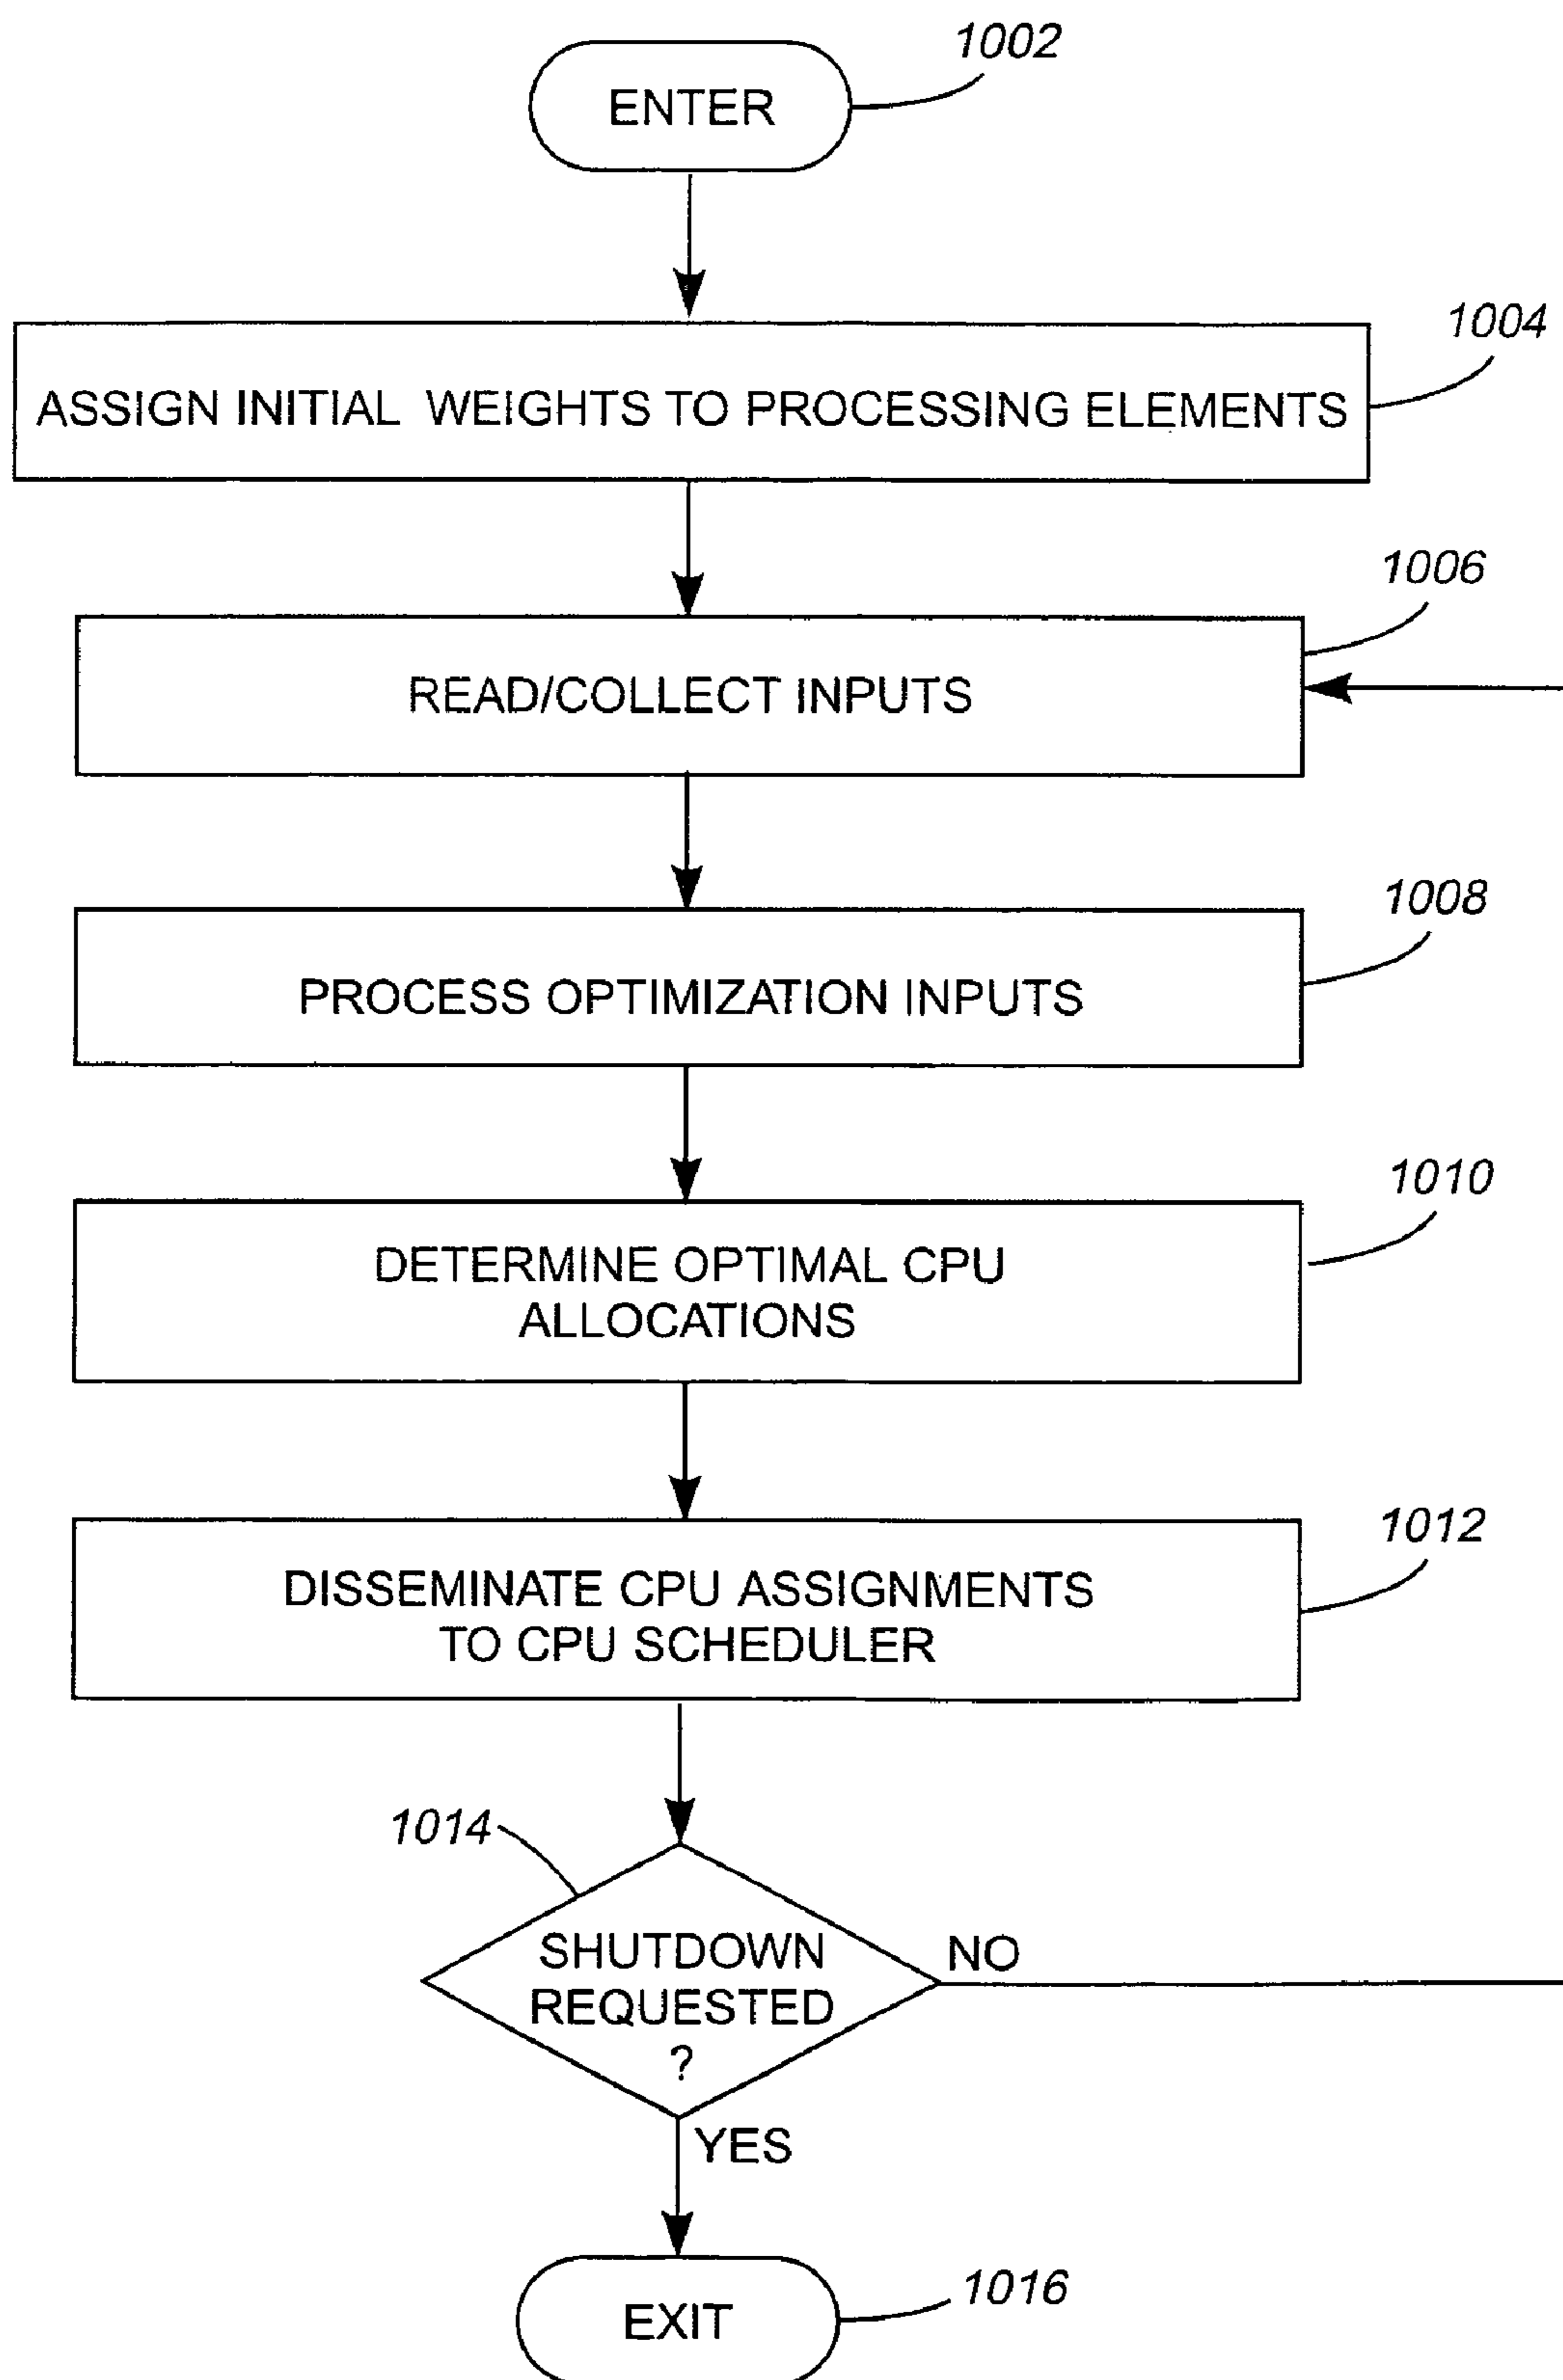 1002
ENTER
1004
ASSIGN INITIAL WEIGHTS TO PROCESSING ELEMENTS
1006
READ/COLLECT INPUTS
1008
PROCESS OPTIMIZATION INPUTS
1010
DETERMINE OPTIMAL CPU
ALLOCATIONS
1012
DISSEMINATE CPU ASSIGNMENTS
TO CPU SCHEDULER
1014
SHUTDOWN
REQUESTED
?
NO
YES
EXIT
1016